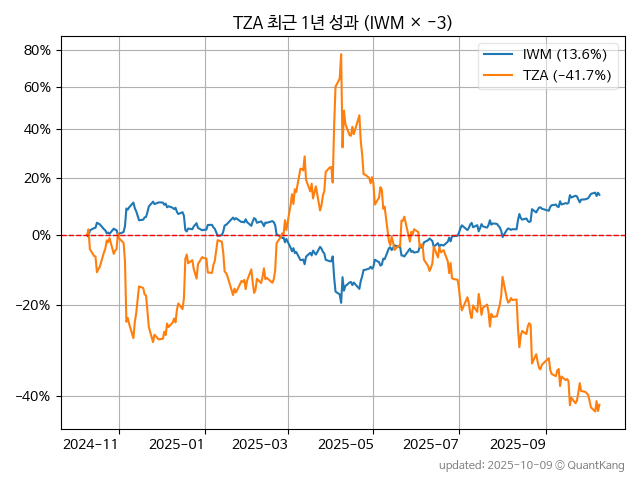 TZA 최근 1년 성과 (IWM × -3)
IWM (13.6%)
TZA (-41.7%)
80%
60%
40%
20%
0%
-20%
-40%
2024-11 2025-01 2025-03 2025-05 2025-07 2025-09
updated: 2025-10-09 © QuantKang